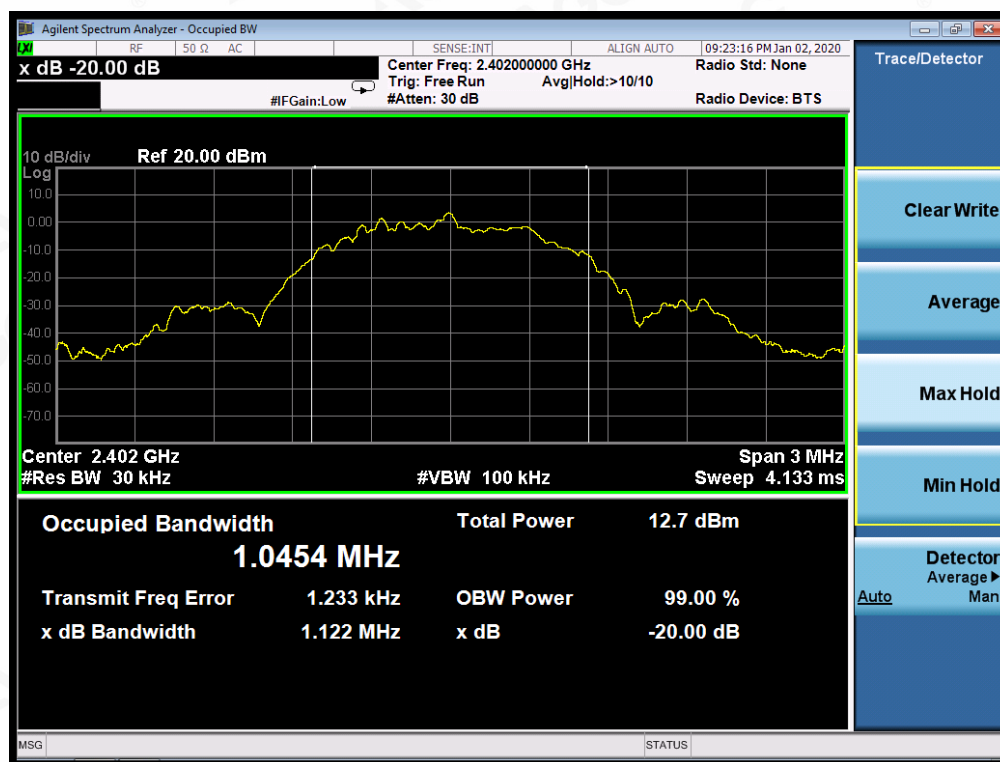 Agilent Spectrum Analyzer - Occupied BW
LXI RF 50 Ω AC SENSE:INT ALIGN AUTO 09:23:16 PM Jan 02, 2020
x dB -20.00 dB
Center Freq: 2.402000000 GHz
Radio Std: None
Trig: Free Run Avg|Hold:>10/10
#IFGain:Low #Atten: 30 dB Radio Device: BTS
10 dB/div Ref 20.00 dBm
Log
10.0
0.00
-10.0
-20.0
-30.0
-40.0
-50.0
-60.0
-70.0
Center 2.402 GHz Span 3 MHz
#Res BW 30 kHz #VBW 100 kHz Sweep 4.133 ms
Occupied Bandwidth Total Power 12.7 dBm
1.0454 MHz
Transmit Freq Error 1.233 kHz OBW Power 99.00 %
x dB Bandwidth 1.122 MHz x dB -20.00 dB
MSG STATUS
Trace/Detector
Clear Write
Average
Max Hold
Min Hold
Detector
Average
Auto Man